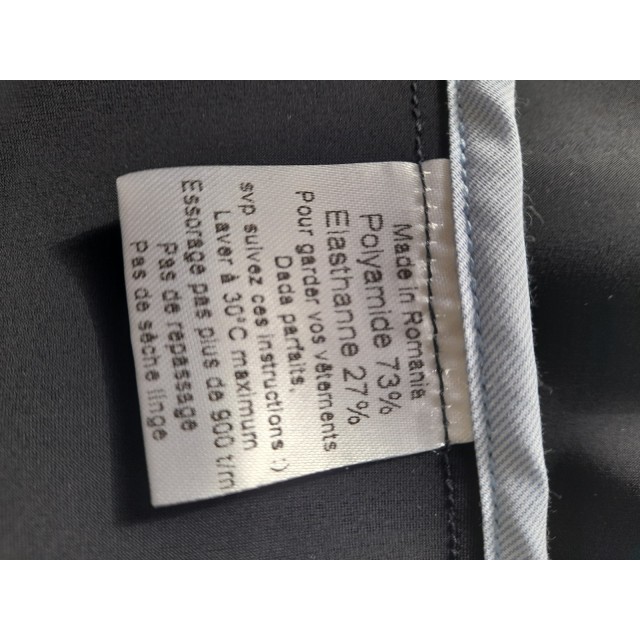 Made in Romania
Polyamide 73%
Elasthanne 27%
Pour garder vos vêtements
Dada parfaits,
svp suivez ces instructions :)
Laver à 30°C maximum
Essorage pas plus de 900 t/m
Pas de repassage
Pas de sèche linge